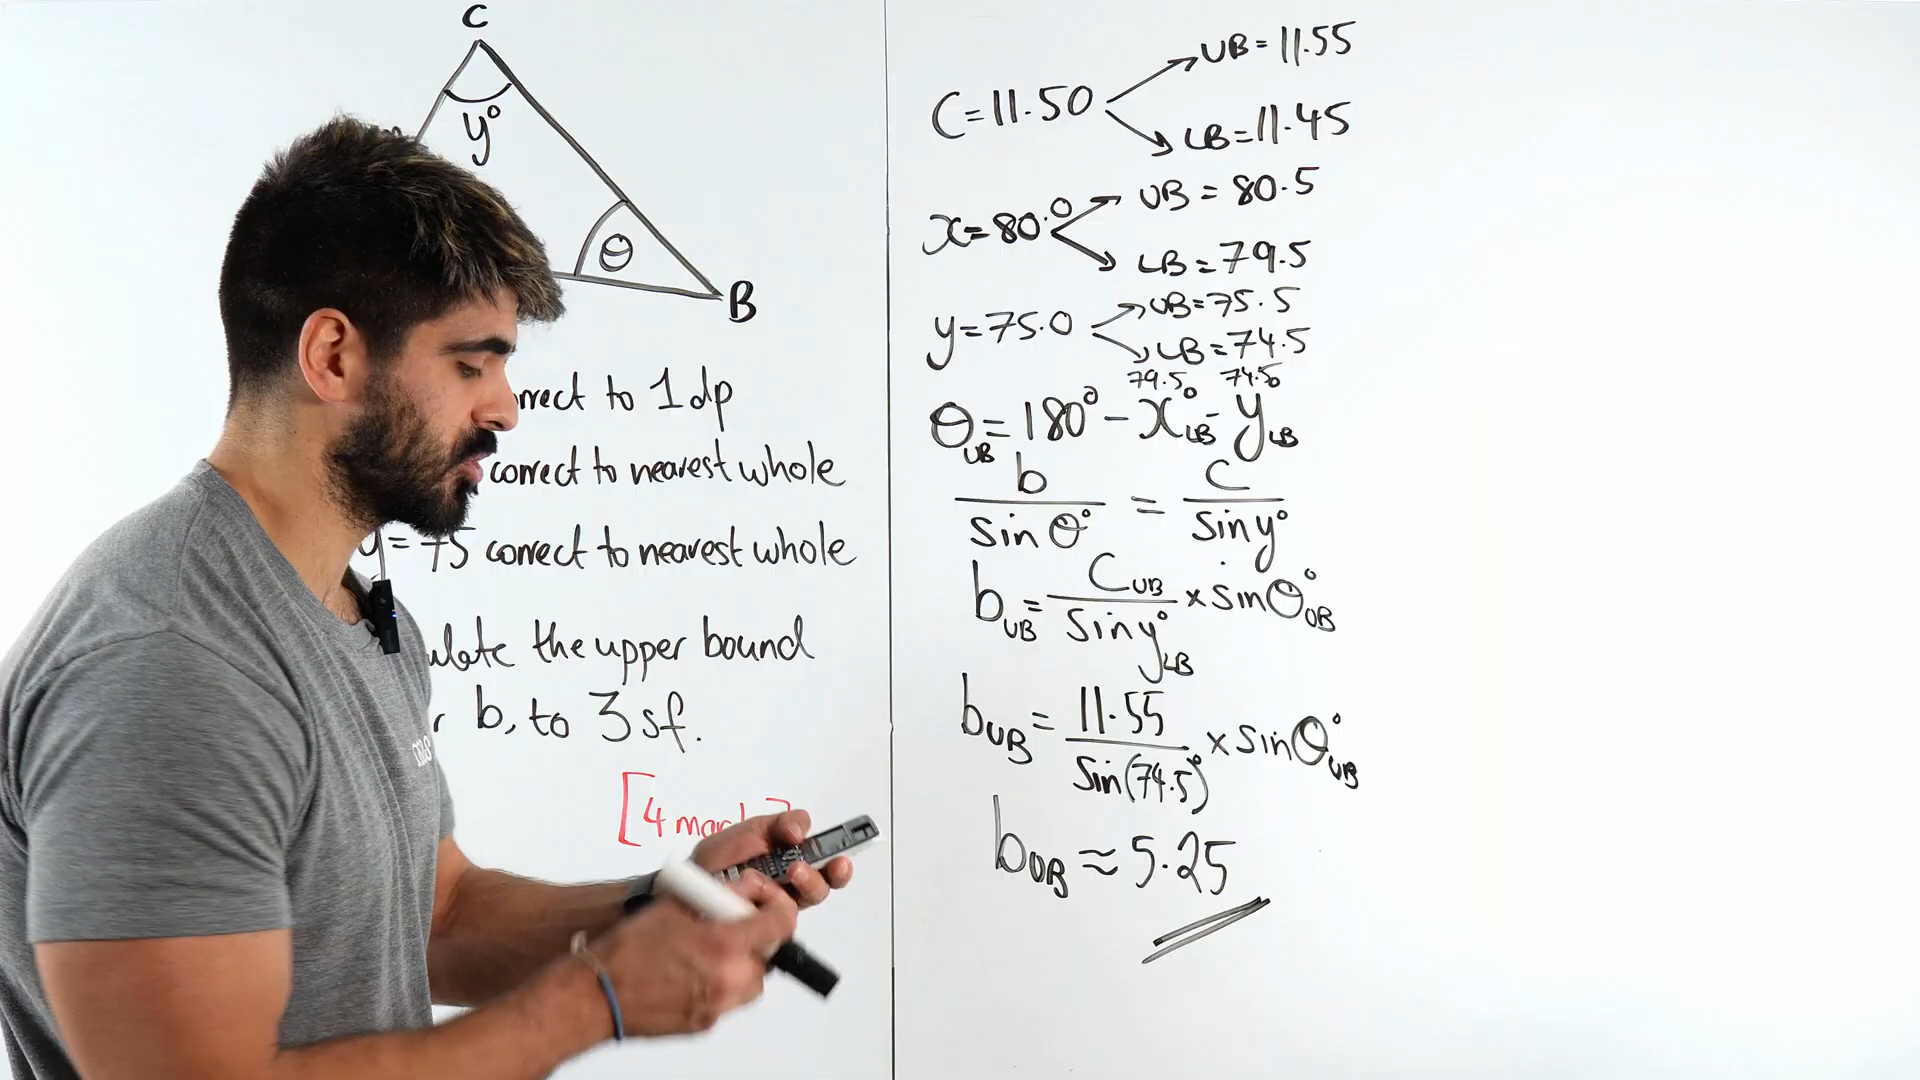 C
y°
θ
B
correct to 1dp
correct to nearest whole
y = 75 correct to nearest whole
the upper bound
b, to 3 sf.
[4
C=11.50
UB=11.55
LB=11.45
x=80.0
UB = 80.5
LB = 79.5
y=75.0
UB=75.5
LB=74.5
79.5° 74.5°
θUB = 180° - x°LB - y°LB
b / sin θ° = c / sin y°
bUB = CUB / sin y°LB × sin θ°UB
bUB = 11.55 / sin(74.5)° × sin θ°UB
bUB ≈ 5.25